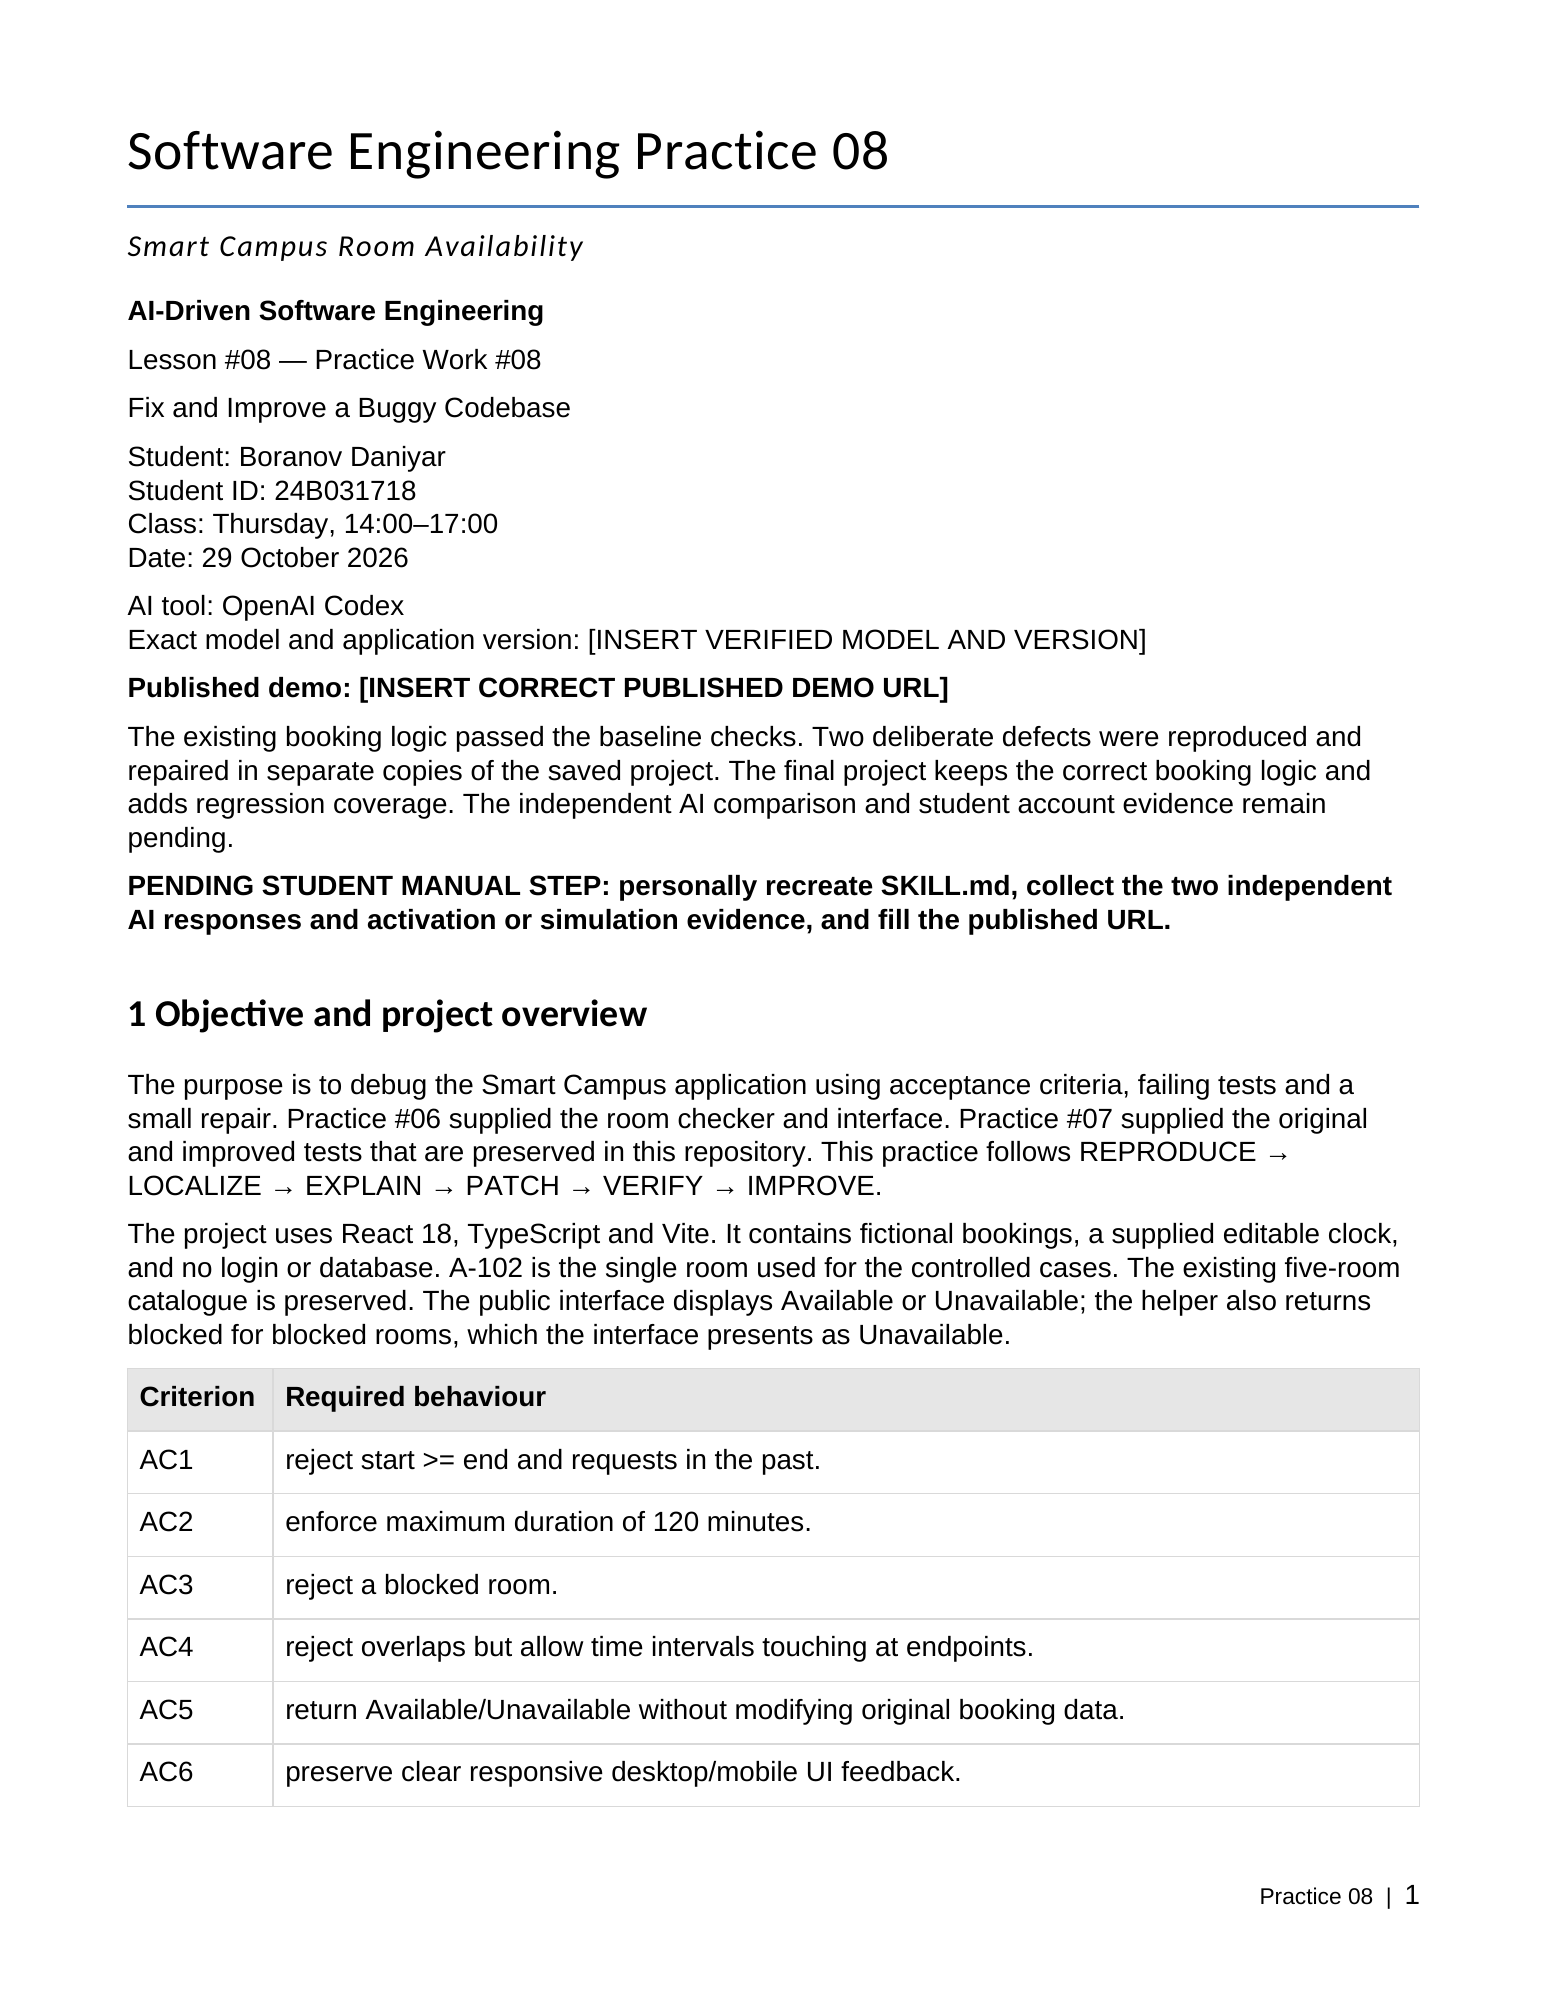 Software Engineering Practice 08
Smart Campus Room Availability
AI-Driven Software Engineering
Lesson #08 — Practice Work #08
Fix and Improve a Buggy Codebase
Student: Boranov Daniyar
Student ID: 24B031718
Class: Thursday, 14:00–17:00
Date: 29 October 2026
AI tool: OpenAI Codex
Exact model and application version: [INSERT VERIFIED MODEL AND VERSION]
Published demo: [INSERT CORRECT PUBLISHED DEMO URL]
The existing booking logic passed the baseline checks. Two deliberate defects were reproduced and
repaired in separate copies of the saved project. The final project keeps the correct booking logic and
adds regression coverage. The independent AI comparison and student account evidence remain
pending.
PENDING STUDENT MANUAL STEP: personally recreate SKILL.md, collect the two independent
AI responses and activation or simulation evidence, and fill the published URL.
1 Objective and project overview
The purpose is to debug the Smart Campus application using acceptance criteria, failing tests and a
small repair. Practice #06 supplied the room checker and interface. Practice #07 supplied the original
and improved tests that are preserved in this repository. This practice follows REPRODUCE →
LOCALIZE → EXPLAIN → PATCH → VERIFY → IMPROVE.
The project uses React 18, TypeScript and Vite. It contains fictional bookings, a supplied editable clock,
and no login or database. A-102 is the single room used for the controlled cases. The existing five-room
catalogue is preserved. The public interface displays Available or Unavailable; the helper also returns
blocked for blocked rooms, which the interface presents as Unavailable.
Criterion Required behaviour
AC1 reject start >= end and requests in the past.
AC2 enforce maximum duration of 120 minutes.
AC3 reject a blocked room.
AC4 reject overlaps but allow time intervals touching at endpoints.
AC5 return Available/Unavailable without modifying original booking data.
AC6 preserve clear responsive desktop/mobile UI feedback.
Practice 08 | 1